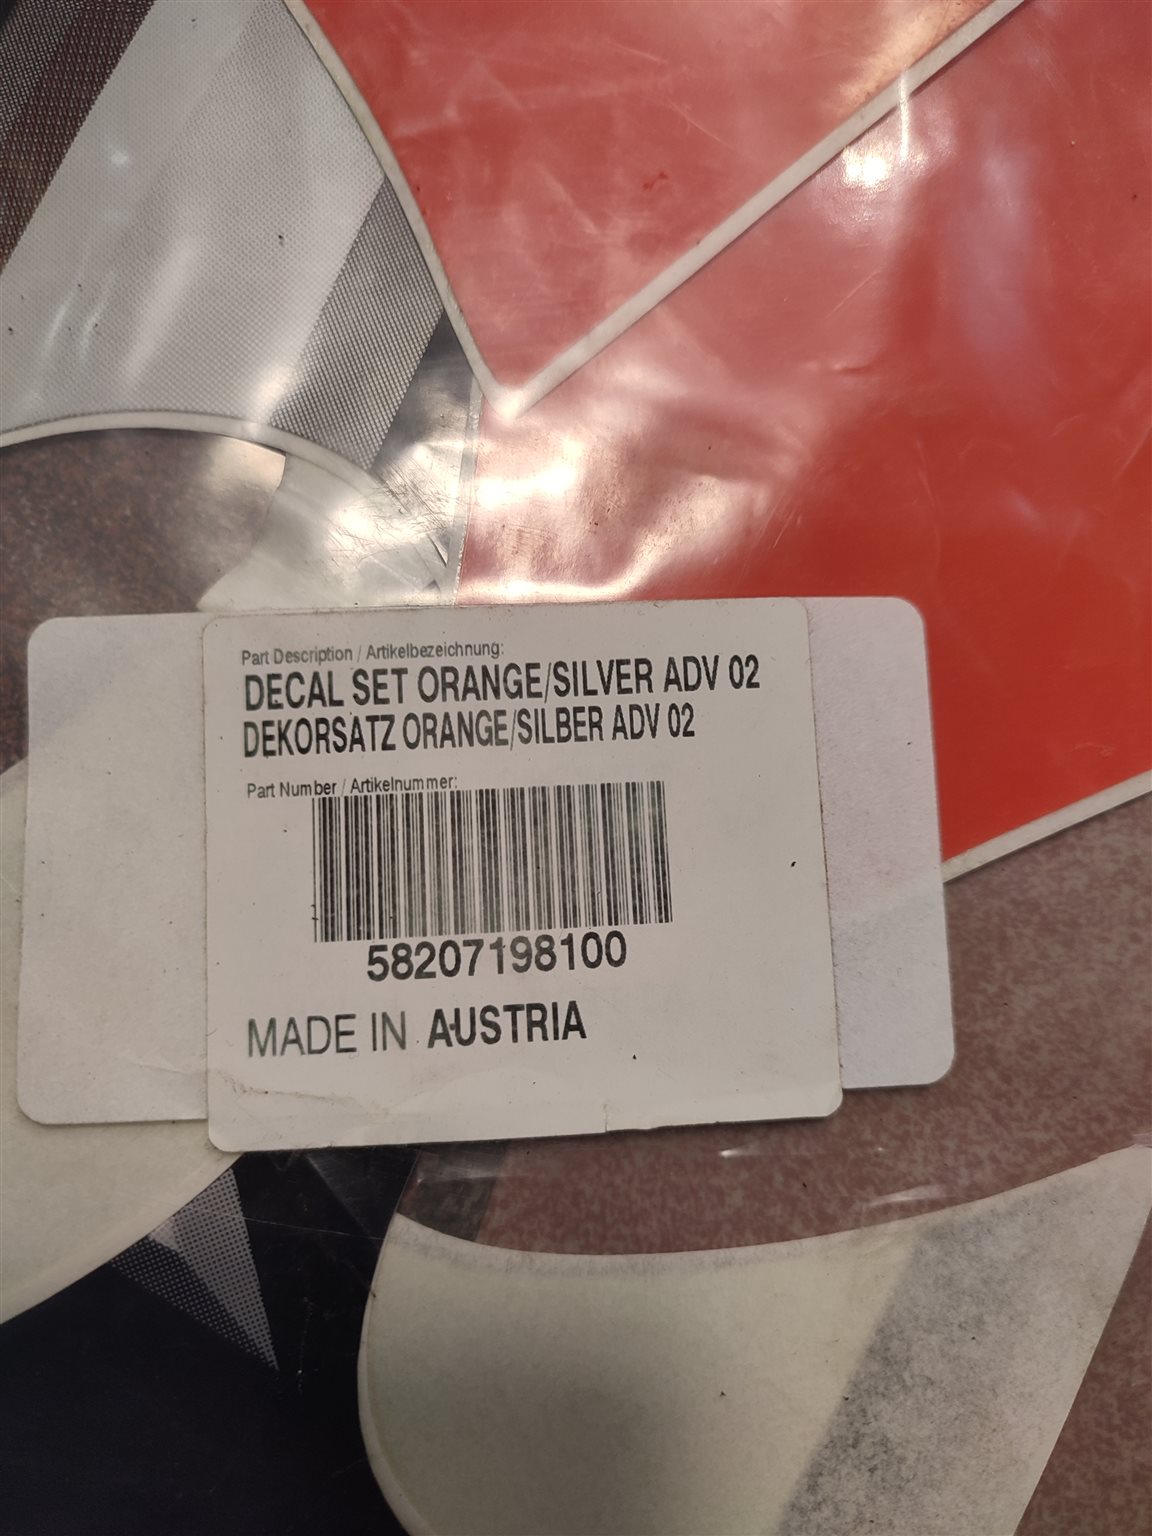 Part Description / Artikelbezeichnung:
DECAL SET ORANGE/SILVER ADV 02
DEKORSATZ ORANGE/SILBER ADV 02
Part Number / Artikelnummer:
58207198100
MADE IN AUSTRIA